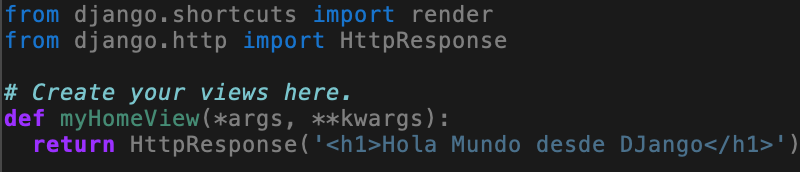 from django.shortcuts import render
from django.http import HttpResponse
# Create your views here.
def myHomeView(*args, **kwargs):
  return HttpResponse('<h1>Hola Mundo desde DJango</h1>')